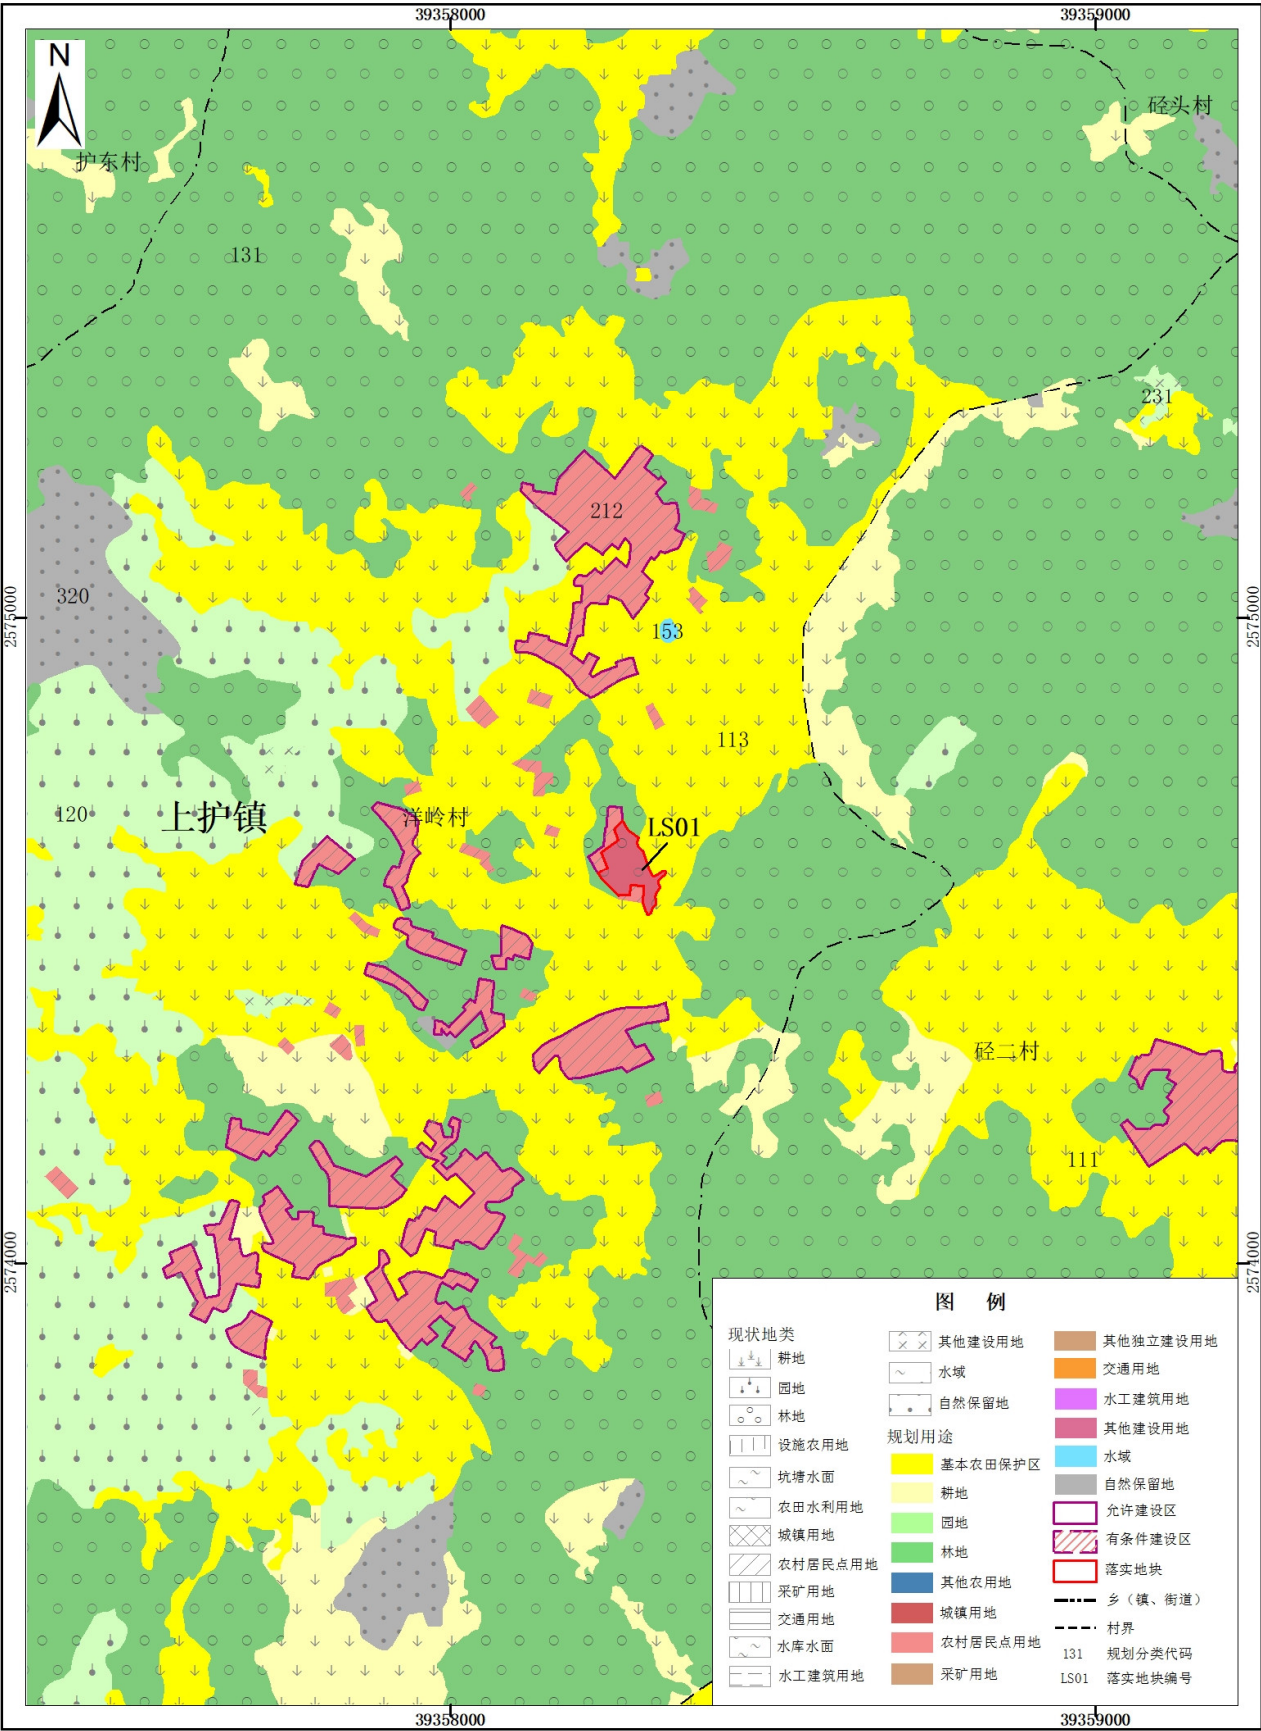 39358000
39359000
N
砼头村
护东村
131
231
212
320
2575000
2575000
153
113
120
上护镇
洋岭村
LS01
砼二村
111
2574000
2574000
图 例
现状地类
耕地
园地
林地
设施农用地
坑塘水面
农田水利用地
城镇用地
农村居民点用地
采矿用地
交通用地
水库水面
水工建筑用地
其他建设用地
水域
自然保留地
规划用途
基本农田保护区
耕地
园地
林地
其他农用地
城镇用地
农村居民点用地
采矿用地
其他独立建设用地
交通用地
水工建筑用地
其他建设用地
水域
自然保留地
允许建设区
有条件建设区
落实地块
乡（镇、街道）
村界
131 规划分类代码
LS01 落实地块编号
39358000
39359000